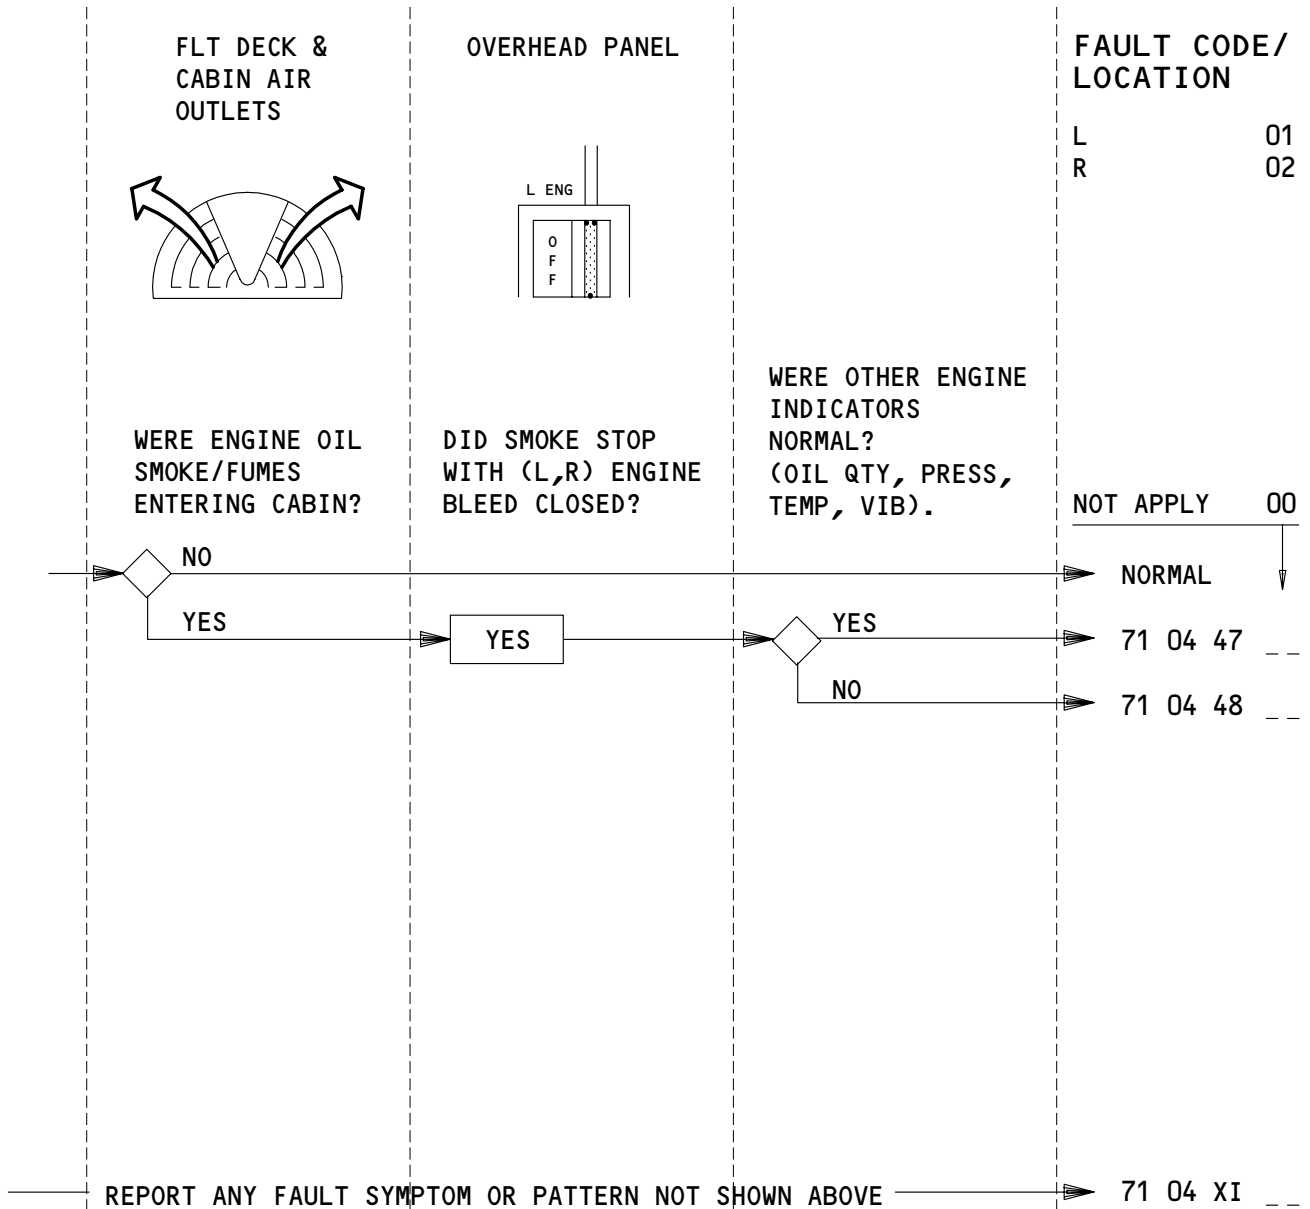 FLT DECK &
CABIN AIR
OUTLETS
OVERHEAD PANEL
FAULT CODE/
LOCATION
L 01
R 02
L ENG
O
F
F
WERE ENGINE OIL
SMOKE/FUMES
ENTERING CABIN?
DID SMOKE STOP
WITH (L,R) ENGINE
BLEED CLOSED?
WERE OTHER ENGINE
INDICATORS
NORMAL?
(OIL QTY, PRESS,
TEMP, VIB).
NOT APPLY 00
NO
NORMAL
YES
YES
YES
71 04 47 _ _
NO
71 04 48 _ _
REPORT ANY FAULT SYMPTOM OR PATTERN NOT SHOWN ABOVE
71 04 XI _ _